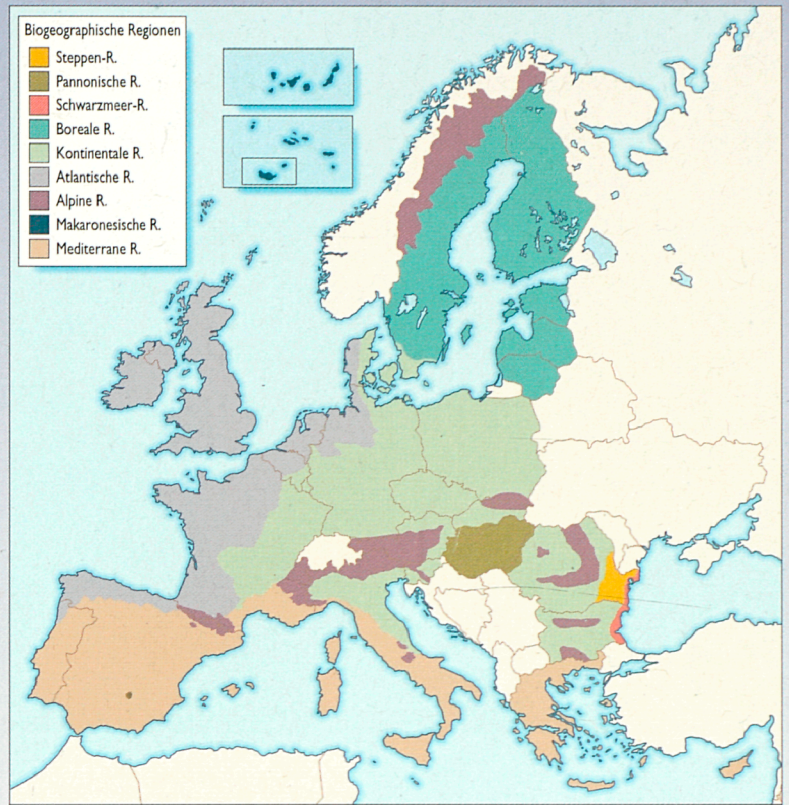 Biogeographische Regionen
Steppen-R.
Pannonische R.
Schwarzmeer-R.
Boreale R.
Kontinentale R.
Atlantische R.
Alpine R.
Makaronesische R.
Mediterrane R.